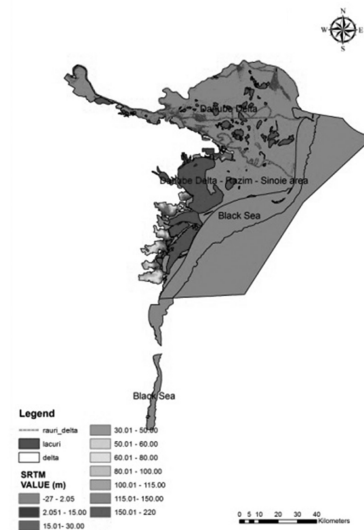 N
W E
S
Danube Delta
Danube Delta - Razim - Sinoie area
Black Sea
Black Sea
Legend
rauri_delta
lacuri
delta
SRTM
VALUE (m)
-27 - 2.05
2.051 - 15.00
15.01- 30.00
30.01 - 50.00
50.01 - 60.00
60.01 - 80.00
80.01 - 100.00
100.01 - 115.00
115.01- 150.00
150.01 - 220
0 5 10 20 30 40
Kilometers